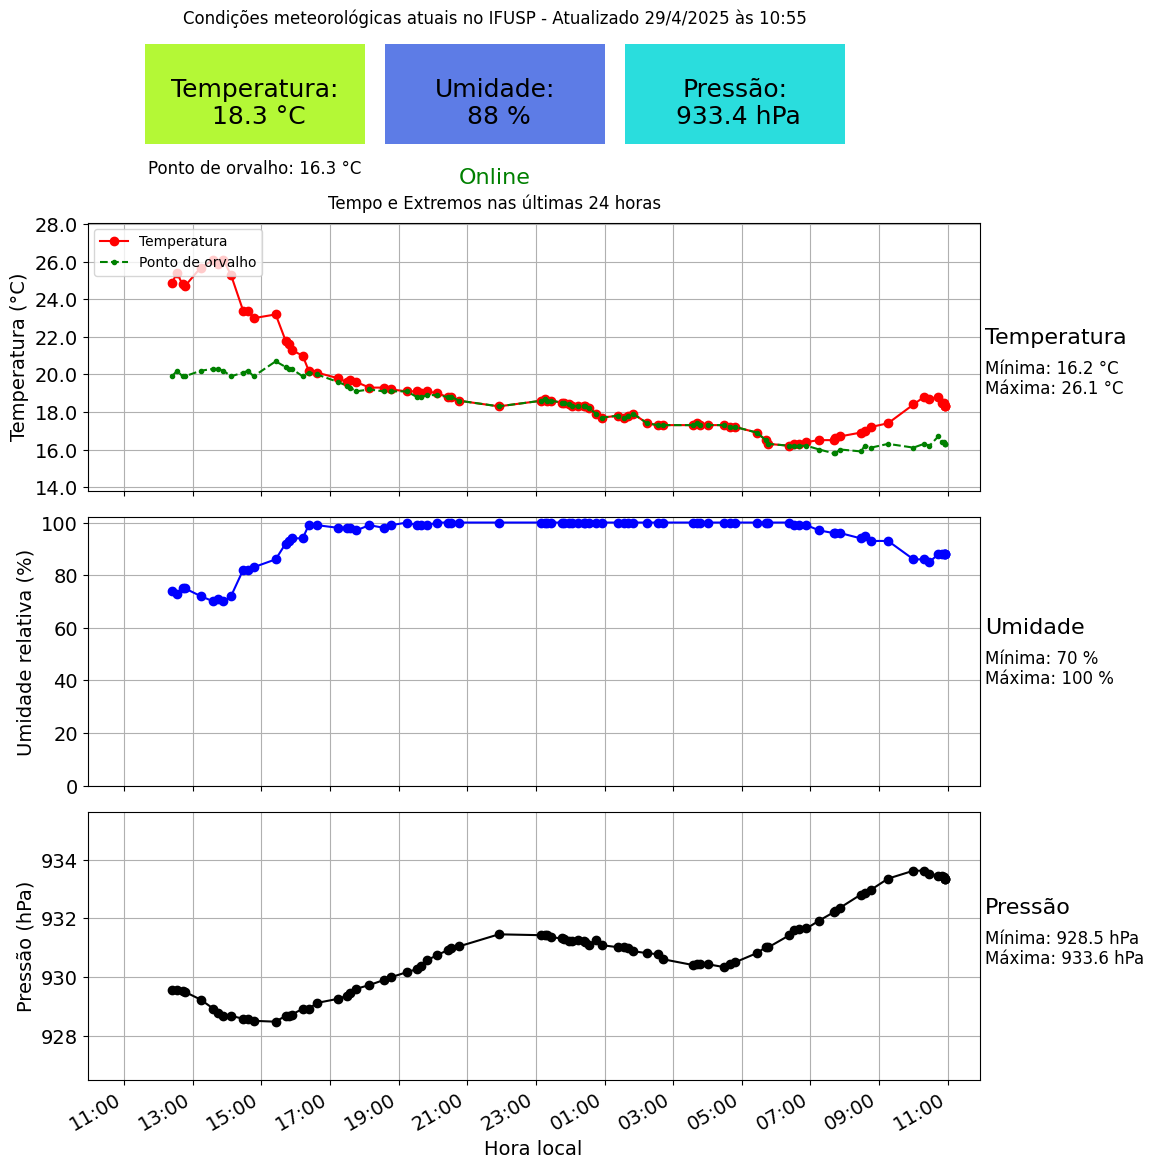 Condições meteorológicas atuais no IFUSP - Atualizado 29/4/2025 às 10:55
Temperatura:
18.3 °C
Umidade:
88 %
Pressão:
933.4 hPa
Ponto de orvalho: 16.3 °C
Online
Tempo e Extremos nas últimas 24 horas
Temperatura (°C)
28.0
26.0
24.0
22.0
20.0
18.0
16.0
14.0
Temperatura
Ponto de orvalho
Temperatura
Mínima: 16.2 °C
Máxima: 26.1 °C
Umidade relativa (%)
100
80
60
40
20
0
Umidade
Mínima: 70 %
Máxima: 100 %
Pressão (hPa)
934
932
930
928
Pressão
Mínima: 928.5 hPa
Máxima: 933.6 hPa
11:00 13:00 15:00 17:00 19:00 21:00 23:00 01:00 03:00 05:00 07:00 09:00 11:00
Hora local